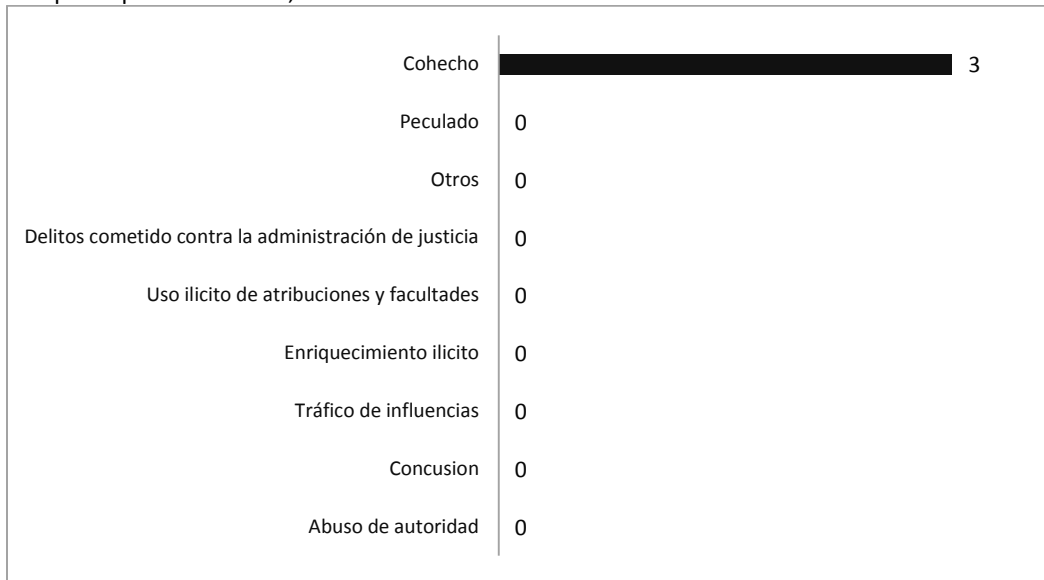 Cohecho 3
Peculado 0
Otros 0
Delitos cometido contra la administración de justicia 0
Uso ilicito de atribuciones y facultades 0
Enriquecimiento ilicito 0
Tráfico de influencias 0
Concusion 0
Abuso de autoridad 0